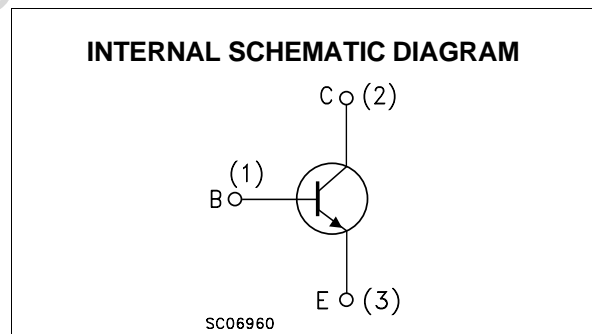 INTERNAL SCHEMATIC DIAGRAM
C (2)
(1)
B
E (3)
SC06960